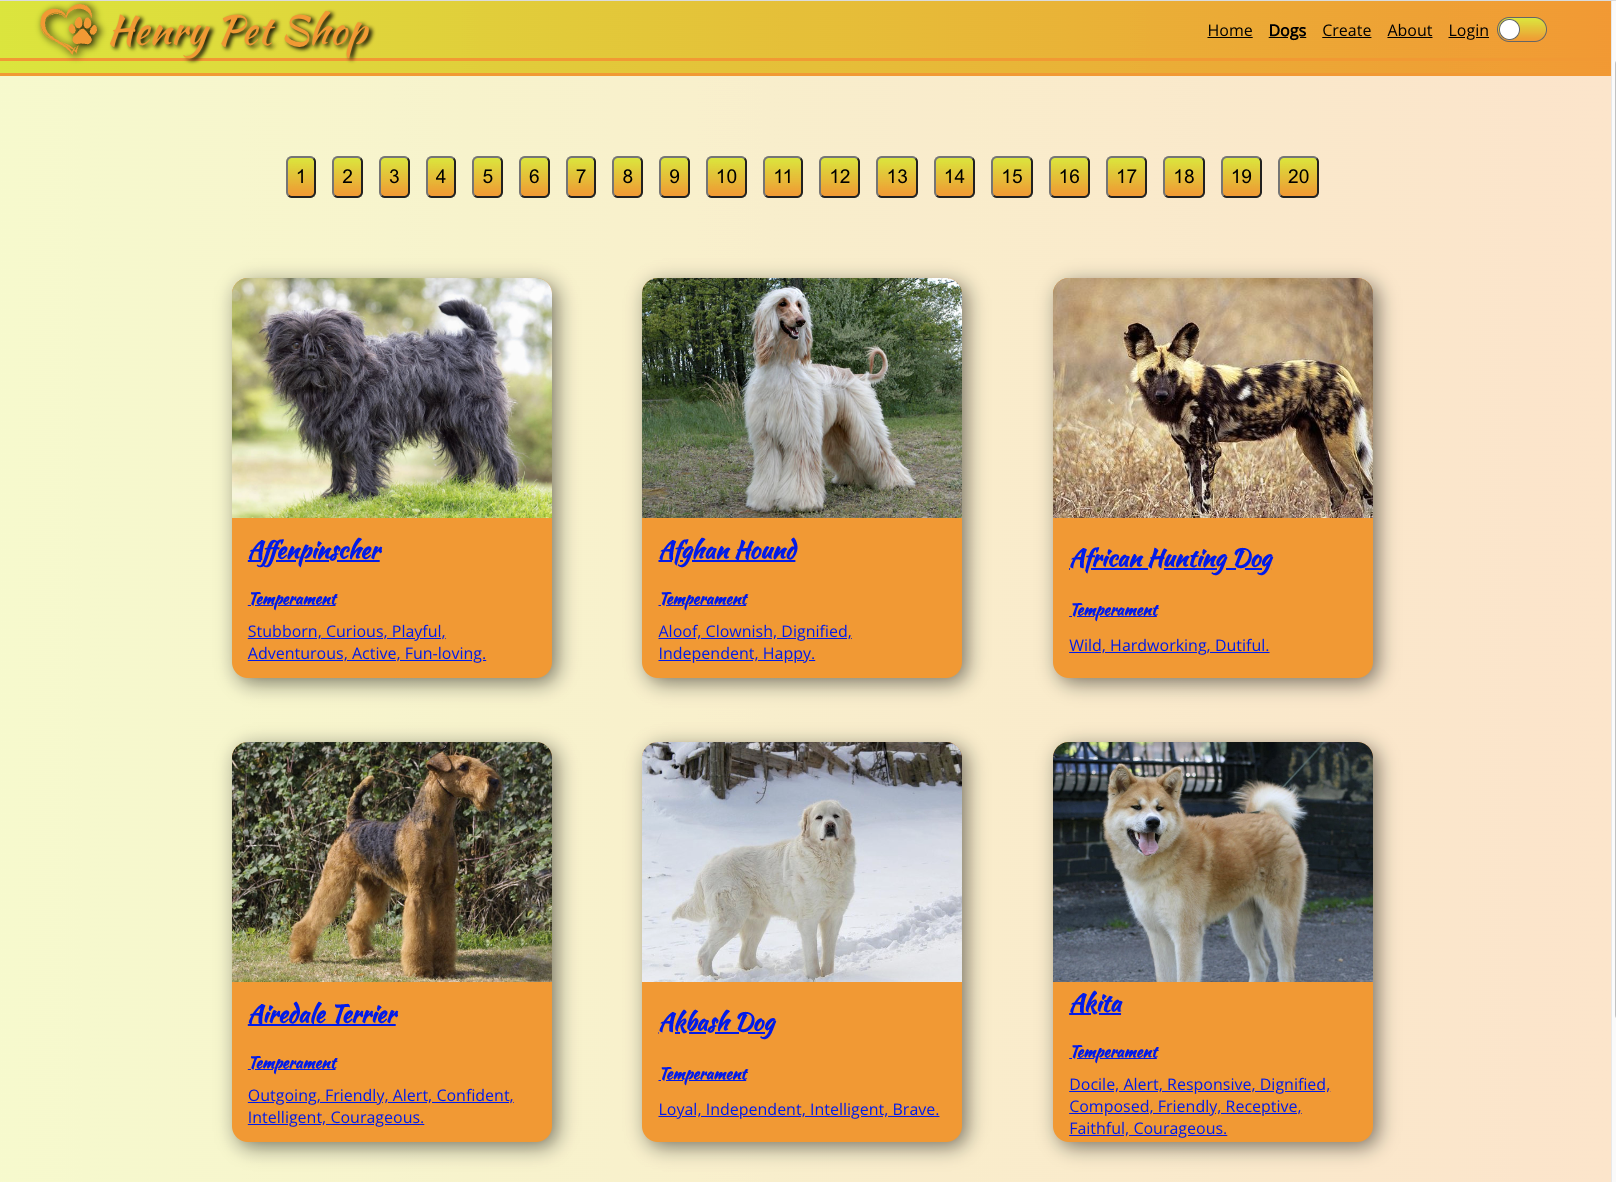 Henry Pet Shop
Home Dogs Create About Login
1 2 3 4 5 6 7 8 9 10 11 12 13 14 15 16 17 18 19 20
Affenpinscher
Temperament
Stubborn, Curious, Playful,
Adventurous, Active, Fun-loving.
Afghan Hound
Temperament
Aloof, Clownish, Dignified,
Independent, Happy.
African Hunting Dog
Temperament
Wild, Hardworking, Dutiful.
Airedale Terrier
Temperament
Outgoing, Friendly, Alert, Confident,
Intelligent, Courageous.
Akbash Dog
Temperament
Loyal, Independent, Intelligent, Brave.
Akita
Temperament
Docile, Alert, Responsive, Dignified,
Composed, Friendly, Receptive,
Faithful, Courageous.